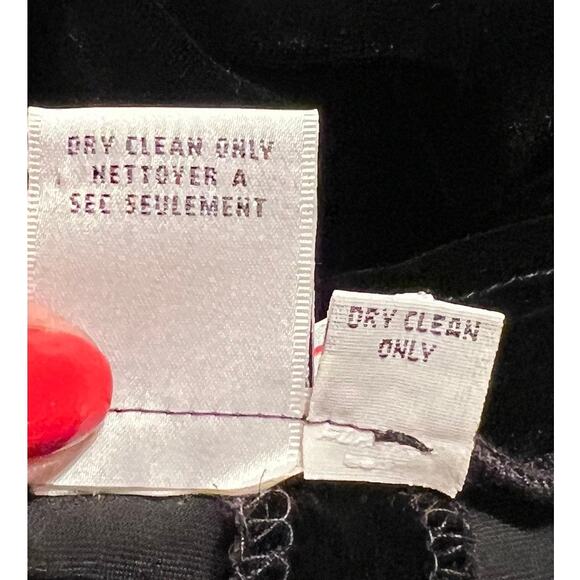 DRY CLEAN ONLY
NETTOYER A
SEC SEULEMENT
DRY CLEAN
ONLY